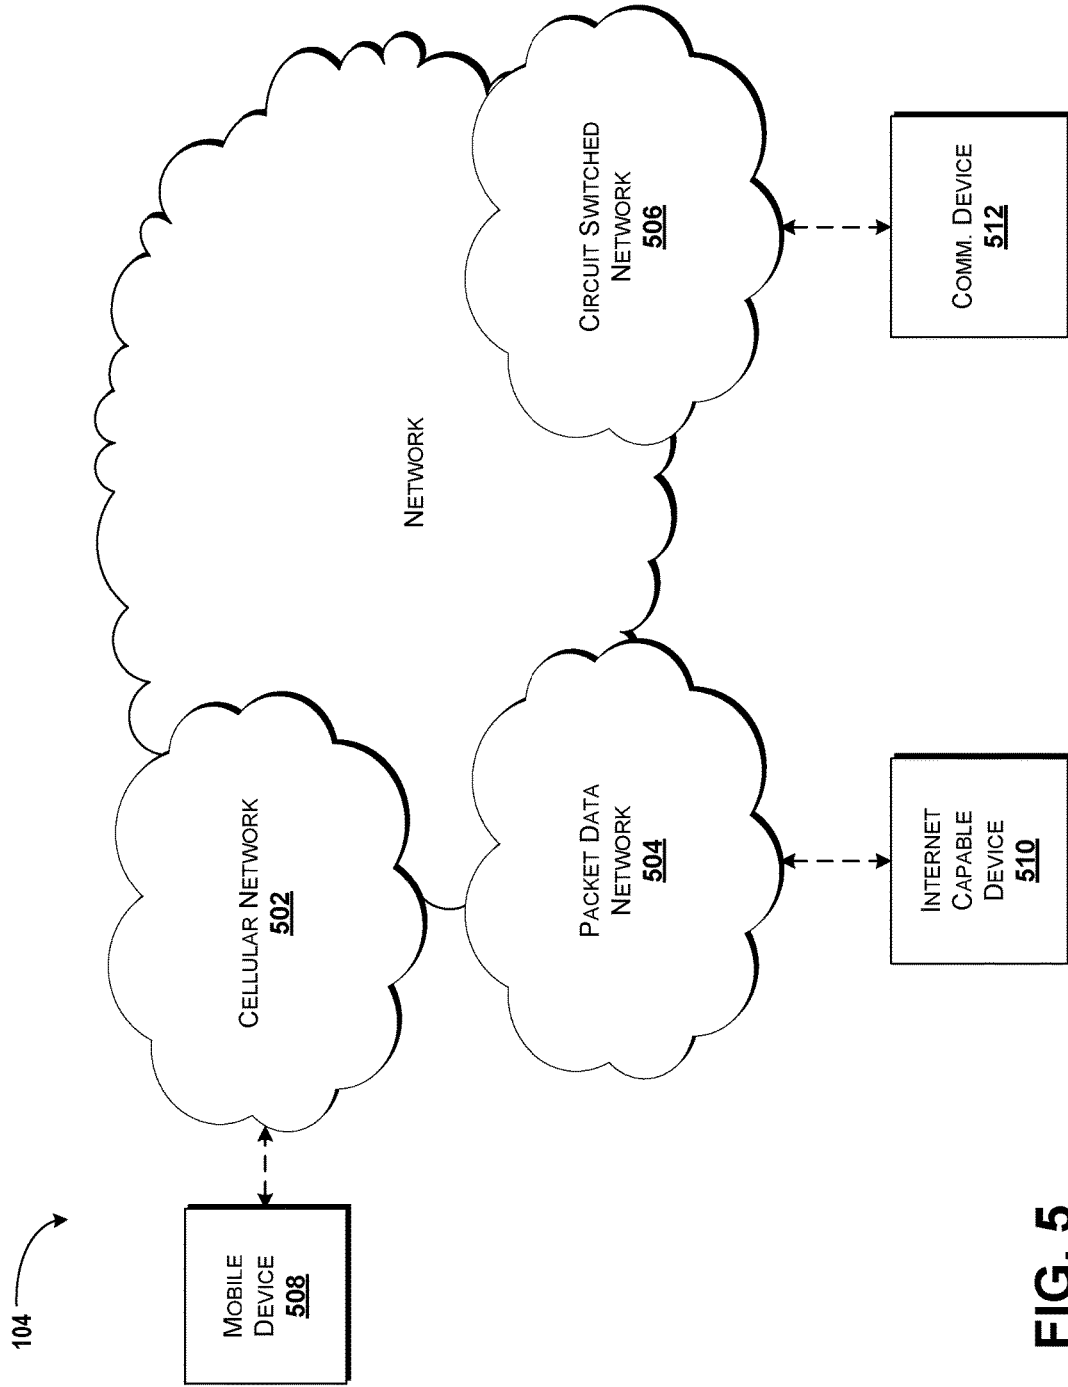 104
MOBILE
DEVICE
508
CELLULAR NETWORK
502
NETWORK
PACKET DATA
NETWORK
504
CIRCUIT SWITCHED
NETWORK
506
INTERNET
CAPABLE
DEVICE
510
COMM. DEVICE
512
FIG. 5